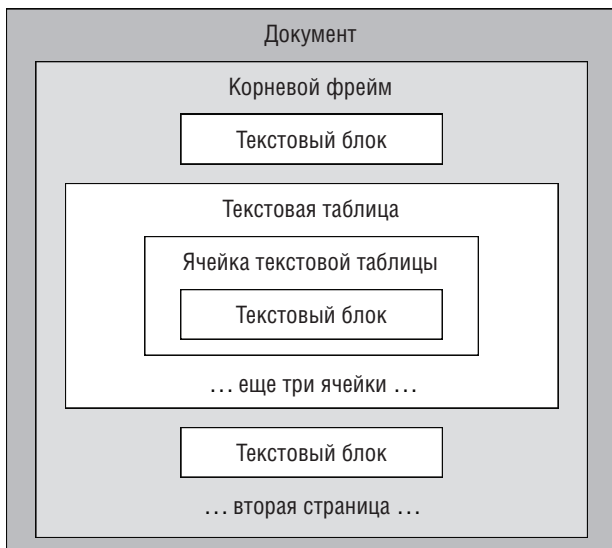 Документ
Корневой фрейм
Текстовый блок
Текстовая таблица
Ячейка текстовой таблицы
Текстовый блок
... еще три ячейки ...
Текстовый блок
... вторая страница ...